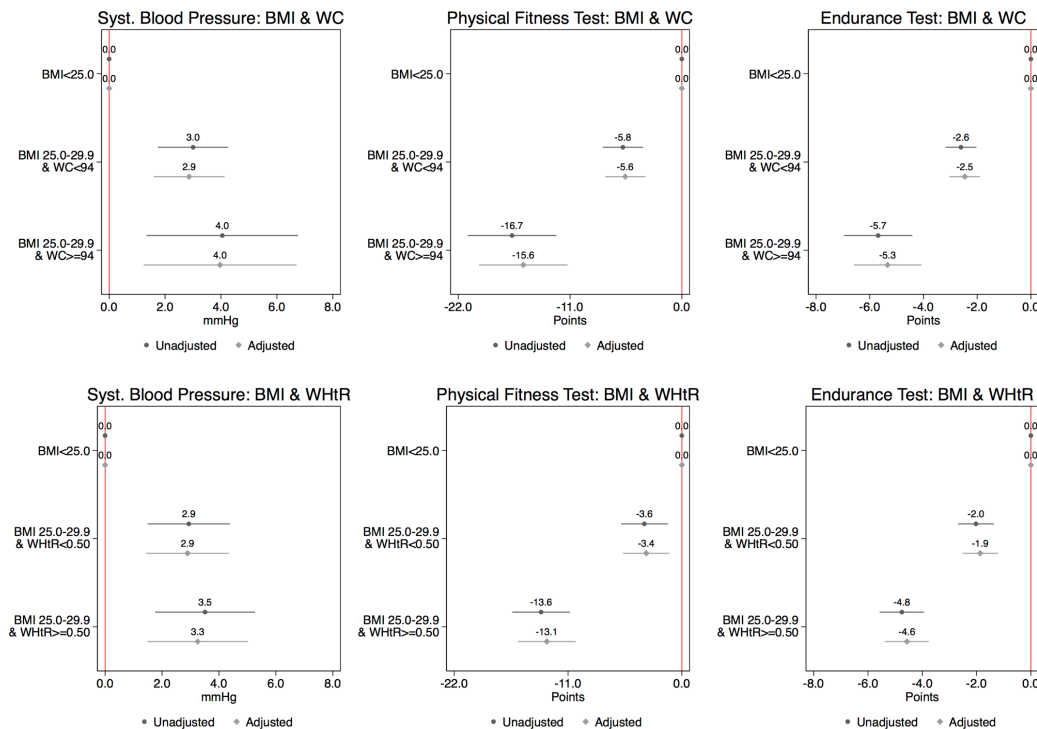 Syst. Blood Pressure: BMI & WC
0.0
BMI<25.0
0.0
3.0
BMI 25.0-29.9
& WC<94
2.9
4.0
BMI 25.0-29.9
& WC>=94
4.0
0.0 2.0 4.0 6.0 8.0
mmHg
Unadjusted Adjusted
Physical Fitness Test: BMI & WC
0.0
BMI<25.0
0.0
-5.8
BMI 25.0-29.9
& WC<94
-5.6
-16.7
BMI 25.0-29.9
& WC>=94
-15.6
-22.0 -11.0 0.0
Points
Unadjusted Adjusted
Endurance Test: BMI & WC
0.0
BMI<25.0
0.0
-2.6
BMI 25.0-29.9
& WC<94
-2.5
-5.7
BMI 25.0-29.9
& WC>=94
-5.3
-8.0 -6.0 -4.0 -2.0 0.0
Points
Unadjusted Adjusted
Syst. Blood Pressure: BMI & WHtR
0.0
BMI<25.0
0.0
2.9
BMI 25.0-29.9
& WHtR<0.50
2.9
3.5
BMI 25.0-29.9
& WHtR>=0.50
3.3
0.0 2.0 4.0 6.0 8.0
mmHg
Unadjusted Adjusted
Physical Fitness Test: BMI & WHtR
0.0
BMI<25.0
0.0
-3.6
BMI 25.0-29.9
& WHtR<0.50
-3.4
-13.6
BMI 25.0-29.9
& WHtR>=0.50
-13.1
-22.0 -11.0 0.0
Points
Unadjusted Adjusted
Endurance Test: BMI & WHtR
0.0
BMI<25.0
0.0
-2.0
BMI 25.0-29.9
& WHtR<0.50
-1.9
-4.8
BMI 25.0-29.9
& WHtR>=0.50
-4.6
-8.0 -6.0 -4.0 -2.0 0.0
Points
Unadjusted Adjusted